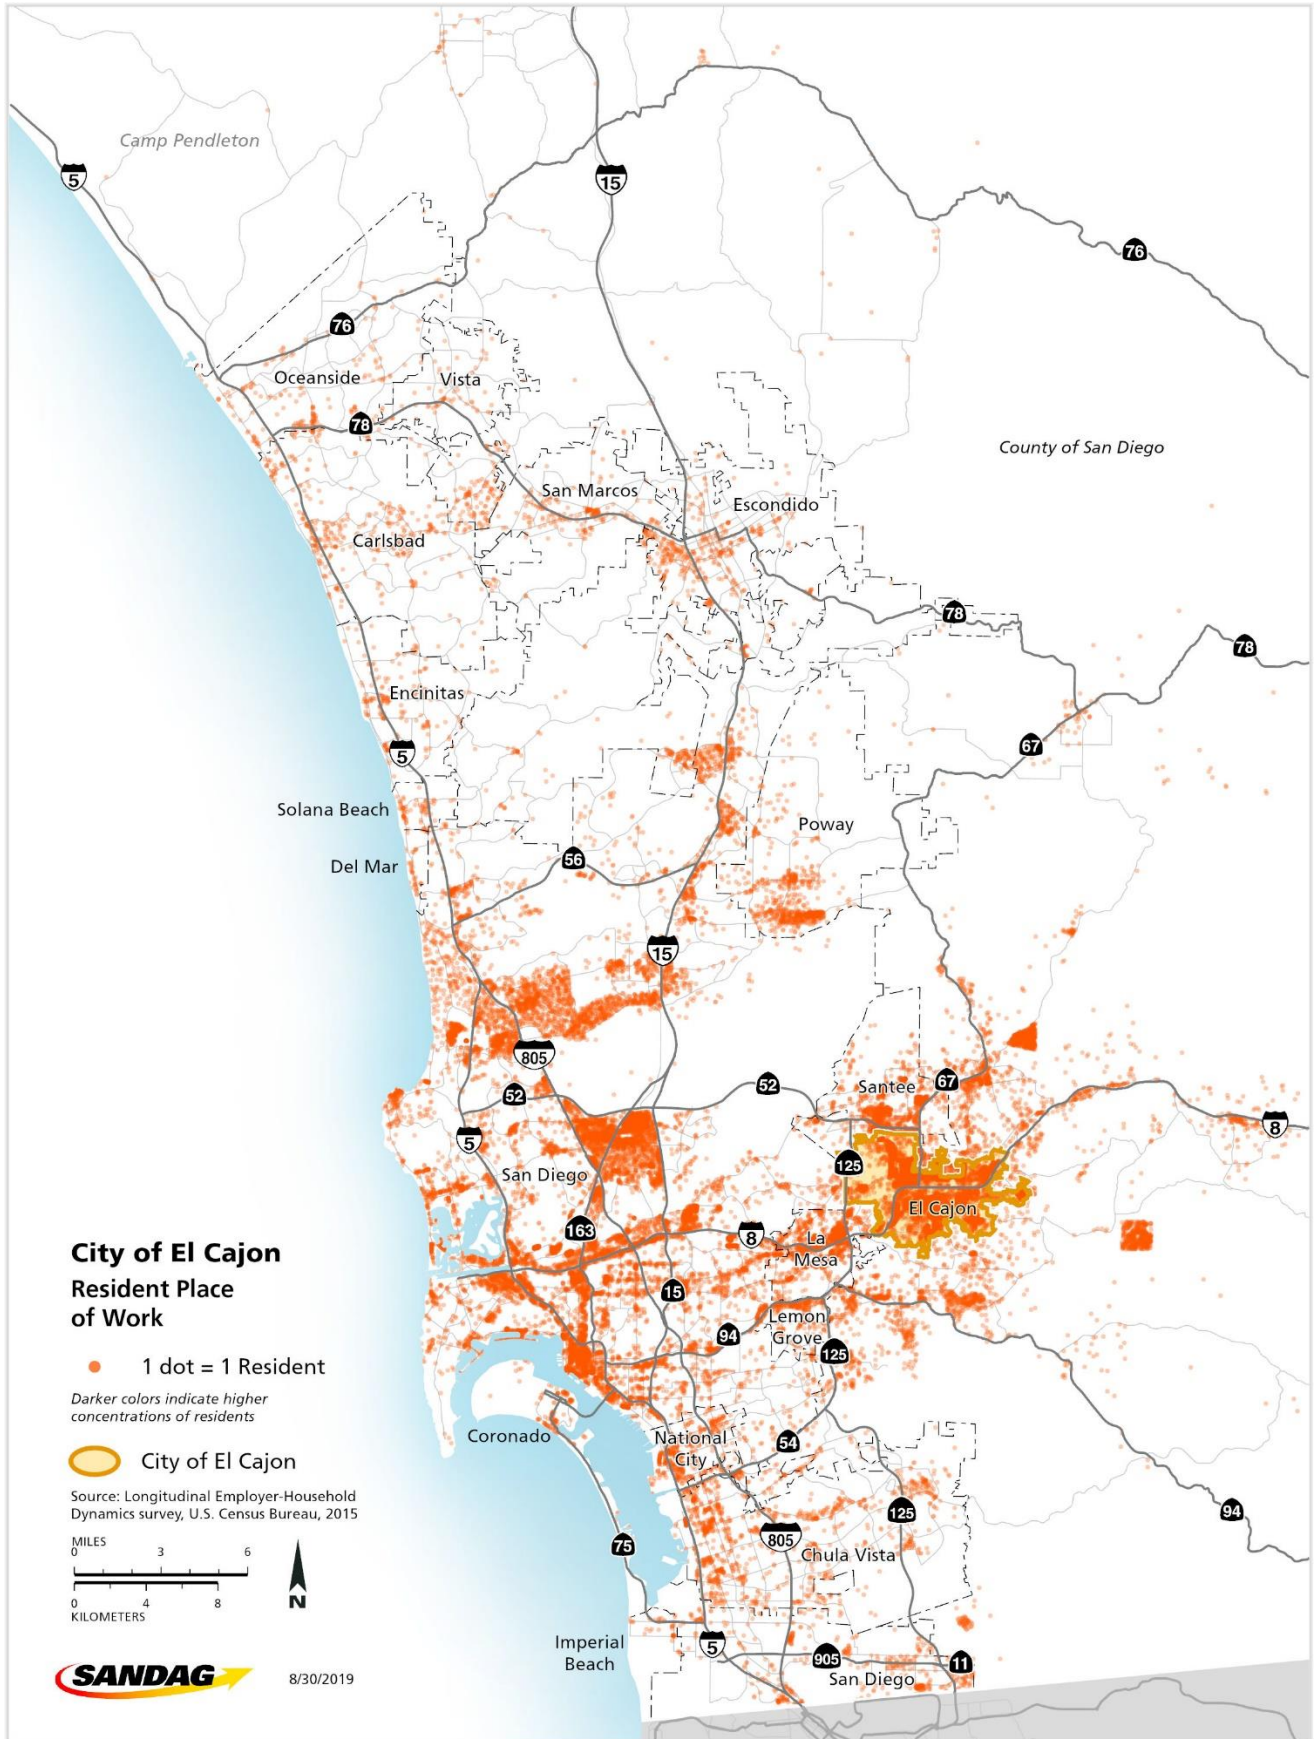 Camp Pendleton
5
15
76
76
Oceanside
Vista
78
County of San Diego
San Marcos
Escondido
Carlsbad
78
78
Encinitas
67
5
Solana Beach
Poway
56
Del Mar
15
805
52
Santee
67
52
8
5
125
San Diego
El Cajon
163
8
La
Mesa
15
Lemon
Grove
94
125
Coronado
National
City
54
125
94
75
805
Chula Vista
Imperial
Beach
5
905
11
San Diego
City of El Cajon
Resident Place
of Work
1 dot = 1 Resident
Darker colors indicate higher
concentrations of residents
City of El Cajon
Source: Longitudinal Employer-Household
Dynamics survey, U.S. Census Bureau, 2015
MILES
0 3 6
0 4 8
KILOMETERS
N
SANDAG
8/30/2019